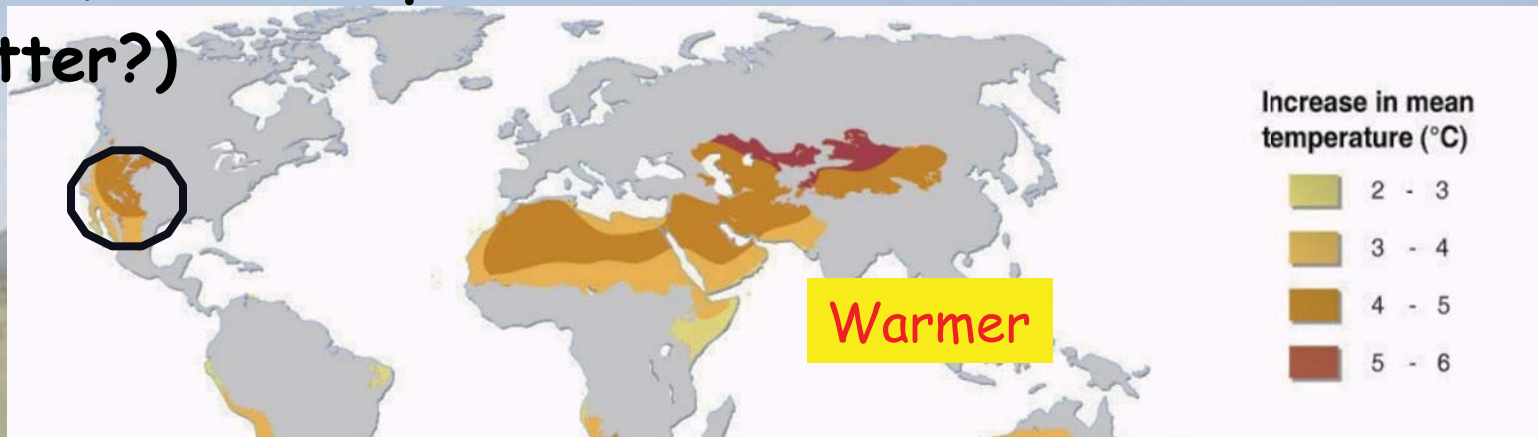 tter?)
Increase in mean
temperature (°C)
2 - 3
3 - 4
Warmer
4 - 5
5 - 6